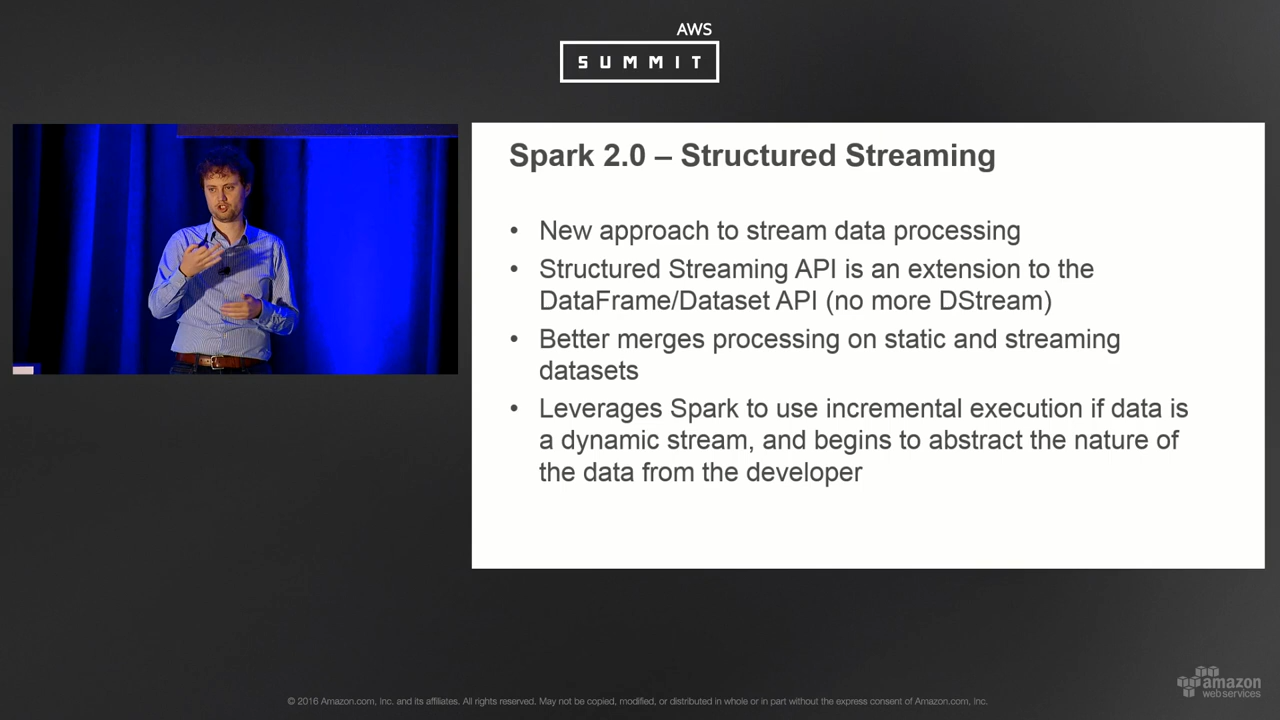 AWS
SUMMIT
Spark 2.0 – Structured Streaming
• New approach to stream data processing
• Structured Streaming API is an extension to the
DataFrame/Dataset API (no more DStream)
• Better merges processing on static and streaming
datasets
• Leverages Spark to use incremental execution if data is
a dynamic stream, and begins to abstract the nature of
the data from the developer
amazon
web services
© 2016 Amazon.com, Inc. and its affiliates. All rights reserved. May not be copied, modified, or distributed in whole or in part without the express consent of Amazon.com, Inc.